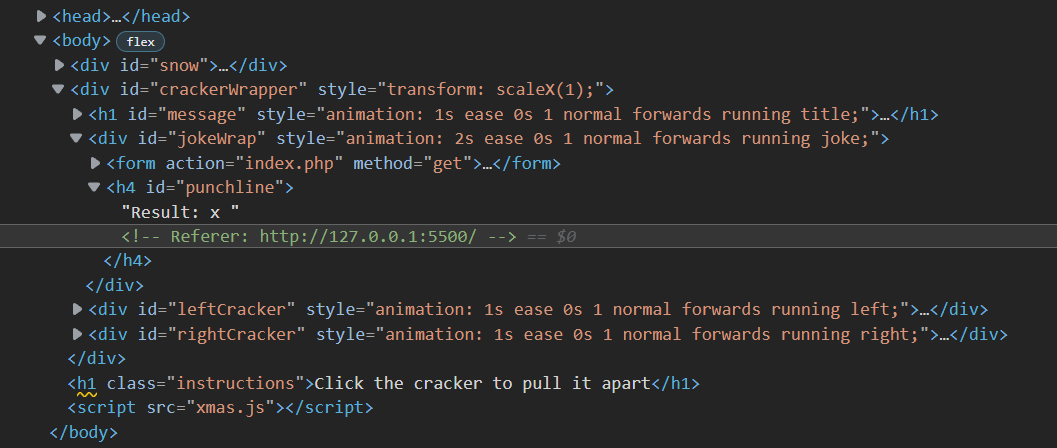 <head>…</head>
<body> flex
<div id="snow">…</div>
<div id="crackerWrapper" style="transform: scaleX(1);">
<h1 id="message" style="animation: 1s ease 0s 1 normal forwards running title;">…</h1>
<div id="jokeWrap" style="animation: 2s ease 0s 1 normal forwards running joke;">
<form action="index.php" method="get">…</form>
<h4 id="punchline">
"Result: x "
<!-- Referer: http://127.0.0.1:5500/ --> == $0
</h4>
</div>
<div id="leftCracker" style="animation: 1s ease 0s 1 normal forwards running left;">…</div>
<div id="rightCracker" style="animation: 1s ease 0s 1 normal forwards running right;">…</div>
</div>
<h1 class="instructions">Click the cracker to pull it apart</h1>
<script src="xmas.js"></script>
</body>